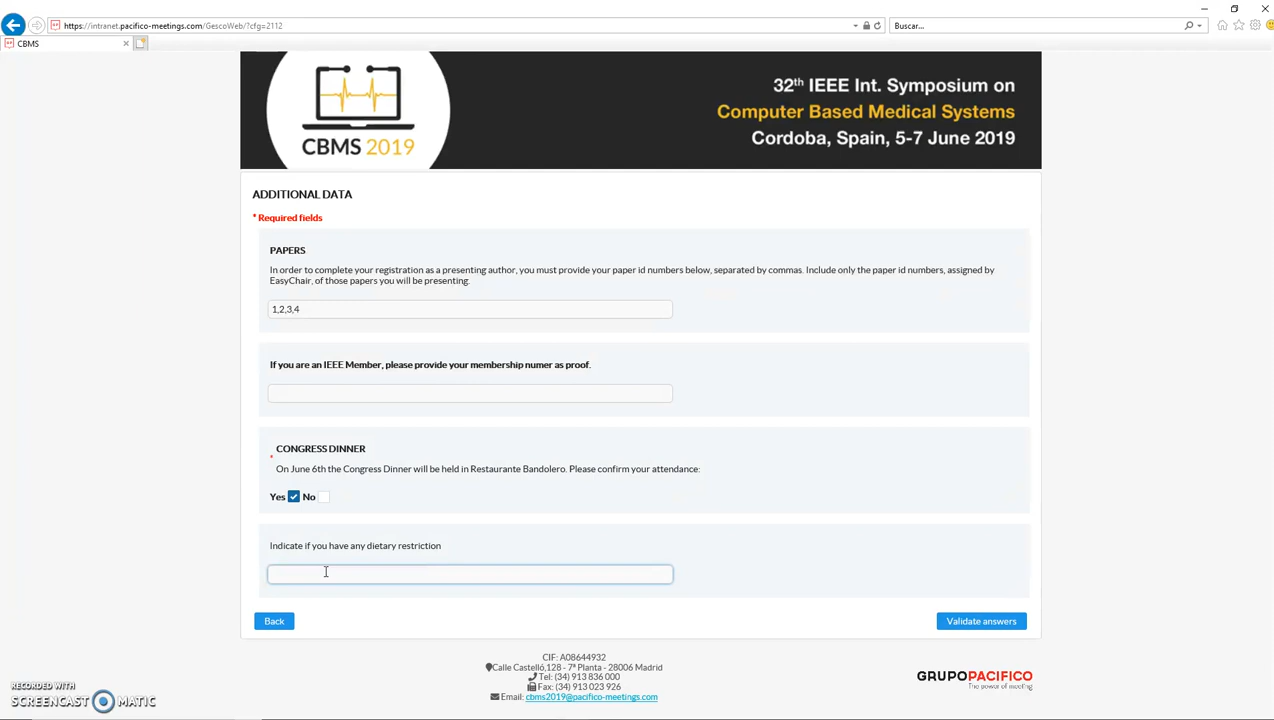 https://intranet.pacifico-meetings.com/GescoWeb/?cfg=2112
Buscar...
CBMS
32th IEEE Int. Symposium on
Computer Based Medical Systems
Cordoba, Spain, 5-7 June 2019
CBMS 2019
ADDITIONAL DATA
* Required fields
PAPERS
In order to complete your registration as a presenting author, you must provide your paper id numbers below, separated by commas. Include only the paper id numbers, assigned by
EasyChair, of those papers you will be presenting.
1,2,3,4
If you are an IEEE Member, please provide your membership numer as proof.
CONGRESS DINNER
* On June 6th the Congress Dinner will be held in Restaurante Bandolero. Please confirm your attendance:
Yes No
Indicate if you have any dietary restriction
Back
Validate answers
CIF: A08644932
Calle Castelló,128 - 7ª Planta - 28006 Madrid
Tel: (34) 913 836 000
Fax: (34) 913 023 926
Email: cbms2019@pacifico-meetings.com
GRUPOPACIFICO
The power of meeting
RECORDED WITH
SCREENCAST MATIC